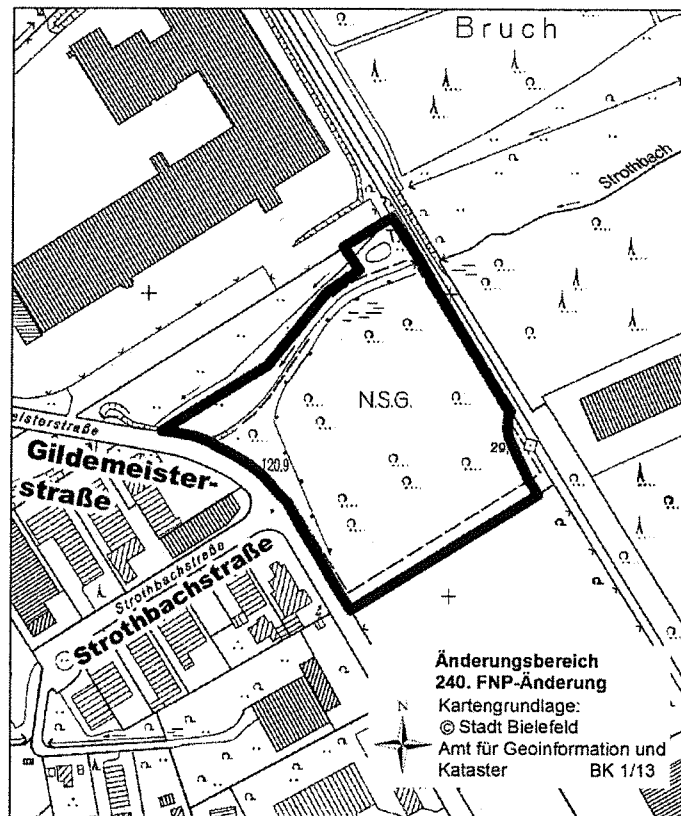 Bruch
Strothbach
N.S.G.
Gildemeister-
straße
120,9
Strothbachstraße
Strothbachstraße
Änderungsbereich
240. FNP-Änderung
Kartengrundlage:
© Stadt Bielefeld
N
Amt für Geoinformation und
Kataster BK 1/13